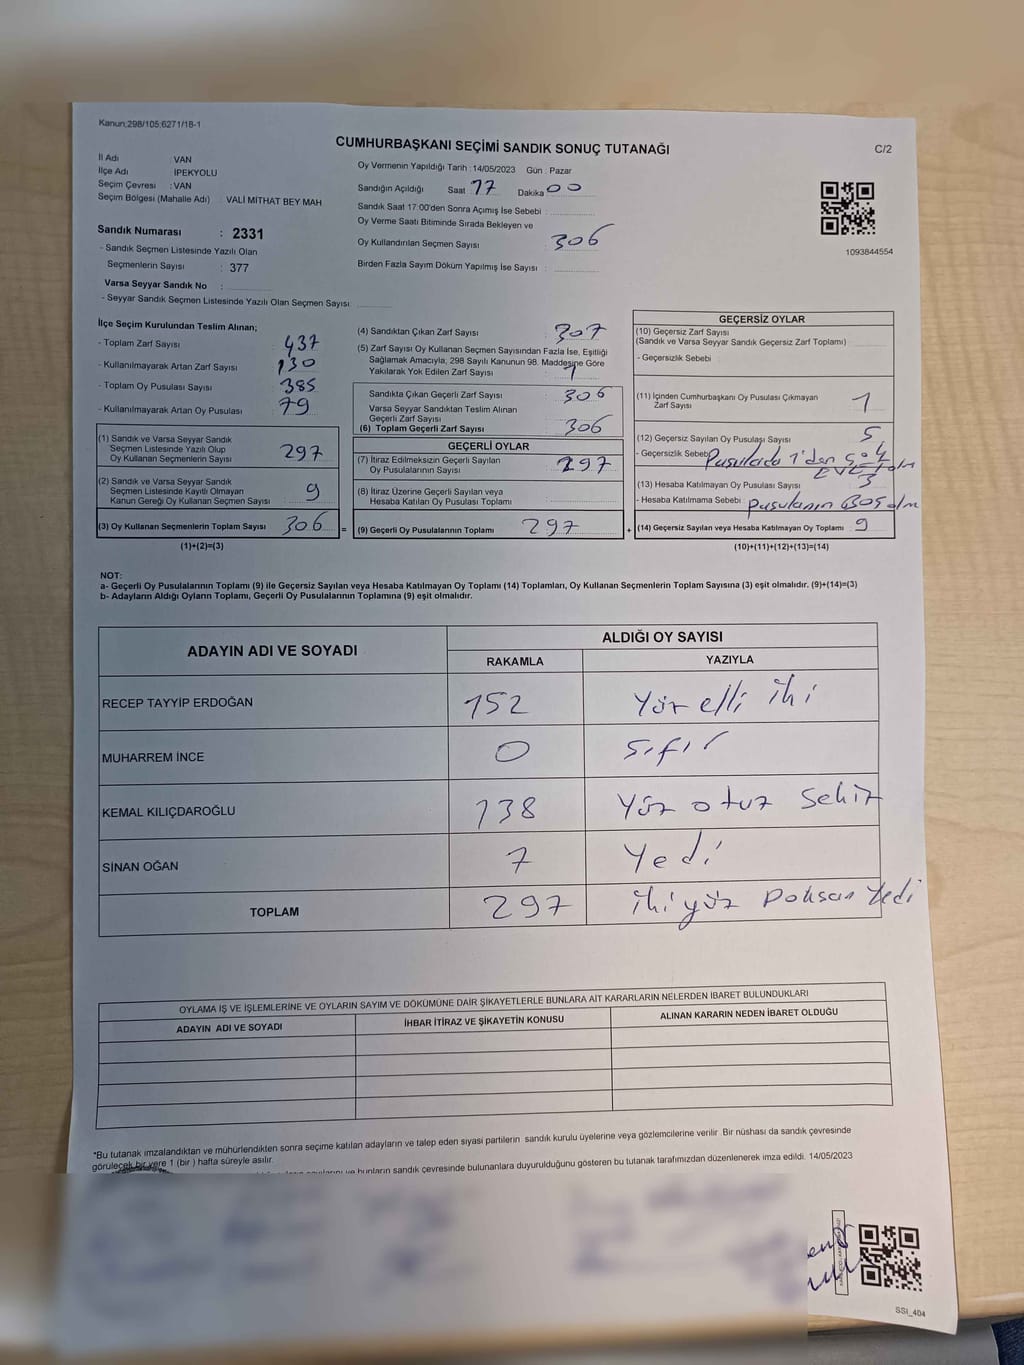 Kanun;298/105;6271/18-1
CUMHURBAŞKANI SEÇİMİ SANDIK SONUÇ TUTANAĞI
C/2
İl Adı : VAN
İlçe Adı : İPEKYOLU
Seçim Çevresi : VAN
Seçim Bölgesi (Mahalle Adı) : VALİ MİTHAT BEY MAH
Sandık Numarası : 2331
- Sandık Seçmen Listesinde Yazılı Olan
Seçmenlerin Sayısı : 377
Varsa Seyyar Sandık No :
- Seyyar Sandık Seçmen Listesinde Yazılı Olan Seçmen Sayısı:
Oy Vermenin Yapıldığı Tarih : 14/05/2023 Gün : Pazar
Sandığın Açıldığı Saat 17 Dakika 00
Sandık Saat 17:00'den Sonra Açımış İse Sebebi :
Oy Verme Saati Bitiminde Sırada Bekleyen ve
Oy Kullandırılan Seçmen Sayısı : 306
Birden Fazla Sayım Döküm Yapılmış İse Sayısı :
1093844554
İlçe Seçim Kurulundan Teslim Alınan;
- Toplam Zarf Sayısı : 437
- Kullanılmayarak Artan Zarf Sayısı : 130
- Toplam Oy Pusulası Sayısı : 385
- Kullanılmayarak Artan Oy Pusulası : 79
(1) Sandık ve Varsa Seyyar Sandık
Seçmen Listesinde Yazılı Olup
Oy Kullanan Seçmenlerin Sayısı : 297
(2) Sandık ve Varsa Seyyar Sandık
Seçmen Listesinde Kayıtlı Olmayan
Kanun Gereği Oy Kullanan Seçmen Sayısı : 9
(3) Oy Kullanan Seçmenlerin Toplam Sayısı : 306 =
(1)+(2)=(3)
(4) Sandıktan Çıkan Zarf Sayısı : 307
(5) Zarf Sayısı Oy Kullanan Seçmen Sayısından Fazla İse, Eşitliği
Sağlamak Amacıyla, 298 Sayılı Kanunun 98. Maddesine Göre
Yakılarak Yok Edilen Zarf Sayısı : 1
Sandıkta Çıkan Geçerli Zarf Sayısı : 306
Varsa Seyyar Sandıktan Teslim Alınan
Geçerli Zarf Sayısı :
(6) Toplam Geçerli Zarf Sayısı : 306
GEÇERLİ OYLAR
(7) İtiraz Edilmeksizin Geçerli Sayılan
Oy Pusulalarının Sayısı : 297
(8) İtiraz Üzerine Geçerli Sayılan veya
Hesaba Katılan Oy Pusulası Toplamı :
(9) Geçerli Oy Pusulalarının Toplamı : 297 +
GEÇERSİZ OYLAR
(10) Geçersiz Zarf Sayısı
(Sandık ve Varsa Seyyar Sandık Geçersiz Zarf Toplamı)
- Geçersizlik Sebebi :
(11) İçinden Cumhurbaşkanı Oy Pusulası Çıkmayan
Zarf Sayısı : 1
(12) Geçersiz Sayılan Oy Pusulası Sayısı : 5
- Geçersizlik Sebebi Pusulada 1'den çok
EVET olm
(13) Hesaba Katılmayan Oy Pusulası Sayısı : 3
- Hesaba Katılmama Sebebi : pusulanın BOŞ olm
(14) Geçersiz Sayılan veya Hesaba Katılmayan Oy Toplamı : 9
(10)+(11)+(12)+(13)=(14)
NOT:
a- Geçerli Oy Pusulalarının Toplamı (9) ile Geçersiz Sayılan veya Hesaba Katılmayan Oy Toplamı (14) Toplamları, Oy Kullanan Seçmenlerin Toplam Sayısına (3) eşit olmalıdır. (9)+(14)=(3)
b- Adayların Aldığı Oyların Toplamı, Geçerli Oy Pusulalarının Toplamına (9) eşit olmalıdır.
ADAYIN ADI VE SOYADI
ALDIĞI OY SAYISI
RAKAMLA YAZIYLA
RECEP TAYYİP ERDOĞAN 152 Yüz elli iki
MUHARREM İNCE 0 Sıfır
KEMAL KILIÇDAROĞLU 138 Yüz otuz sekiz
SİNAN OĞAN 7 Yedi
TOPLAM 297 ikiyüz Doksan Yedi
OYLAMA İŞ VE İŞLEMLERİNE VE OYLARIN SAYIM VE DÖKÜMÜNE DAİR ŞİKAYETLERLE BUNLARA AİT KARARLARIN NELERDEN İBARET BULUNDUKLARI
ADAYIN ADI VE SOYADI İHBAR İTİRAZ VE ŞİKAYETİN KONUSU ALINAN KARARIN NEDEN İBARET OLDUĞU
*Bu tutanak imzalandıktan ve mühürlendikten sonra seçime katılan adayların ve talep eden siyasi partilerin sandık kurulu üyelerine veya gözlemcilerine verilir. Bir nüshası da sandık çevresinde
görülecek bir yere 1 (bir ) hafta süreyle asılır.
ve bunların sandık çevresinde bulunanlara duyurulduğunu gösteren bu tutanak tarafımızdan düzenlenerek imza edildi. 14/05/2023
SSI_404